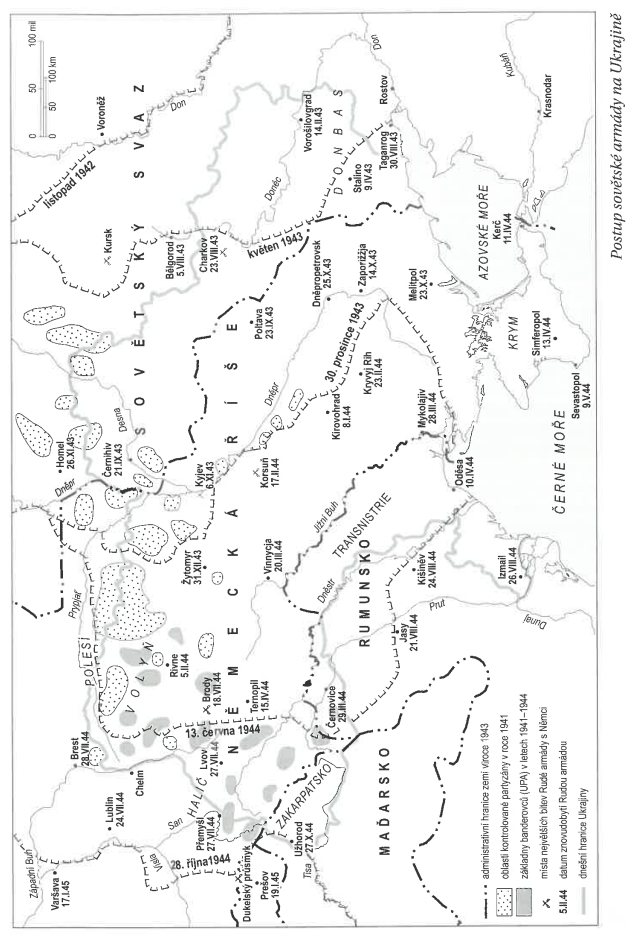 Varšava
17.I.45
Západní Buh
Lublin
24.VII.44
Chelm
Brest
28.VII.44
POLESÍ
Prypjať
Dněpr
Homel
26.XI.43
Kursk
listopad 1942
Voroněž
Don
0 50 100 mil
0 50 100 km
Visla
San
28. října 1944
Přemyšl
27.VII.44
HALIČ
Lvov
27.VII.44
13. června 1944
VOLYŇ
Rivne
5.II.44
Brody
18.VII.44
Ternopil
15.IV.44
Žytomyr
31.XII.43
Kyjev
6.XI.43
Černihiv
21.IX.43
Desna
SOVĚTSKÝ SVAZ
Bělgorod
5.VIII.43
Charkov
23.VIII.43
květen 1943
NĚMECKÁ ŘÍŠE
Poltava
23.IX.43
Doněc
Vorošilovgrad
14.II.43
DONBAS
Stalino
9.IV.43
Taganrog
30.VIII.43
Rostov
Don
Dukelský průsmyk
Prešov
19.I.45
Užhorod
27.X.44
Tisa
ZAKARPATSKO
Černovice
29.III.44
Vinnycja
20.III.44
Korsuň
17.II.44
Dněpr
30. prosince 1943
Kirovohrad
8.I.44
Kryvyj Rih
23.II.44
Dněpropetrovsk
25.X.43
Zaporižžja
14.X.43
Melitpol
23.X.43
MAĎARSKO
RUMUNSKO
Dněstr
TRANSNISTRIE
Jižní Buh
Jasy
21.VIII.44
Prut
Kišiněv
24.VIII.44
Izmail
26.VIII.44
Dunaj
Mykolajiv
28.III.44
Oděsa
10.IV.44
ČERNÉ MOŘE
KRYM
Simferopol
13.IV.44
Sevastopol
9.V.44
AZOVSKÉ MOŘE
Kerč
11.IV.44
Kubáň
Krasnodar
administrativní hranice zemí v roce 1943
oblasti kontrolované partyzány v roce 1941
základny banderovců (UPA) v letech 1941–1944
místa největších bitev Rudé armády s Němci
5.II.44 datum znovudobytí Rudou armádou
dnešní hranice Ukrajiny
Postup sovětské armády na Ukrajině